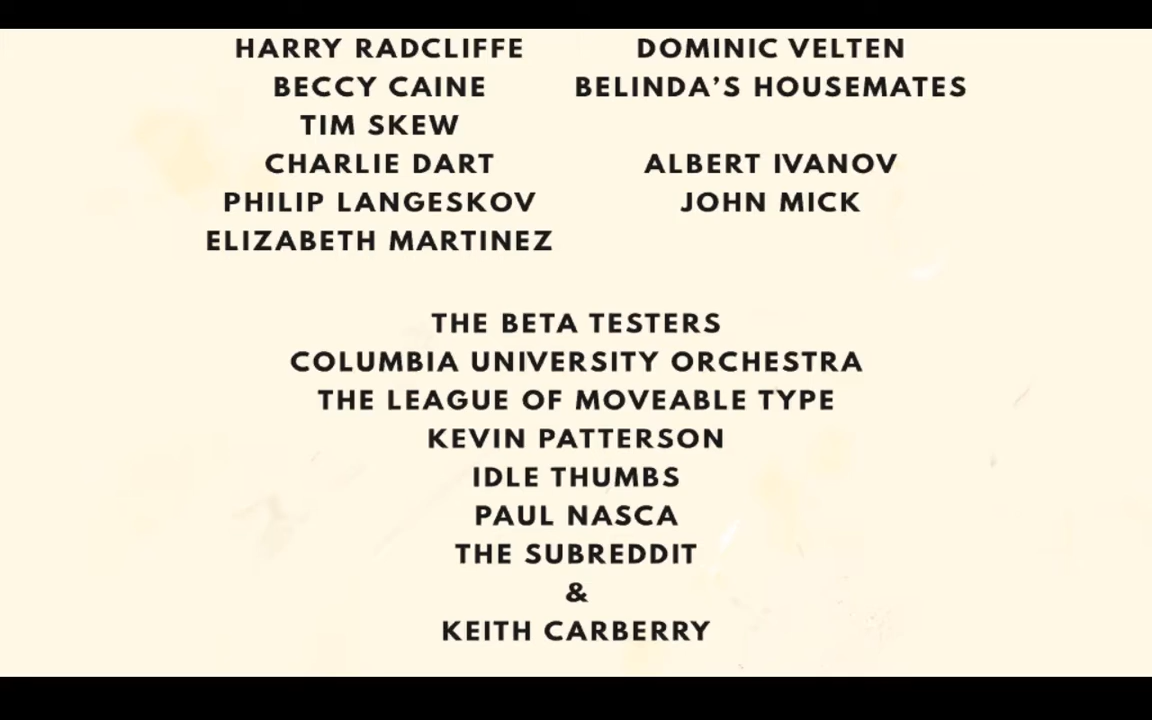 HARRY RADCLIFFE DOMINIC VELTEN
BECCY CAINE BELINDA'S HOUSEMATES
TIM SKEW
CHARLIE DART ALBERT IVANOV
PHILIP LANGESKOV JOHN MICK
ELIZABETH MARTINEZ
THE BETA TESTERS
COLUMBIA UNIVERSITY ORCHESTRA
THE LEAGUE OF MOVEABLE TYPE
KEVIN PATTERSON
IDLE THUMBS
PAUL NASCA
THE SUBREDDIT
&
KEITH CARBERRY